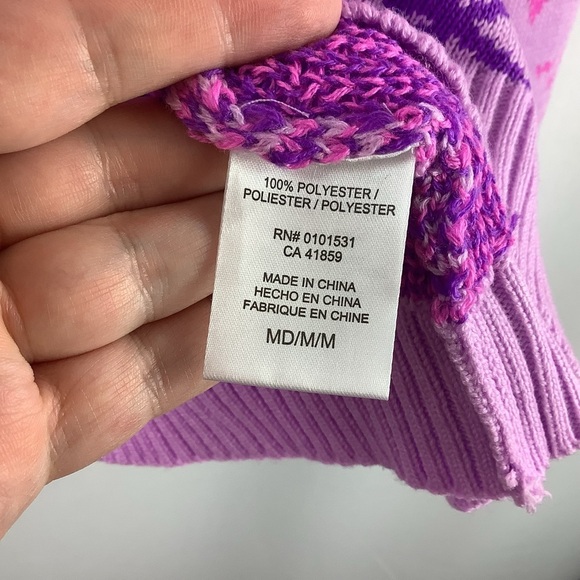 100% POLYESTER /
POLIESTER / POLYESTER
RN# 0101531
CA 41859
MADE IN CHINA
HECHO EN CHINA
FABRIQUE EN CHINE
MD/M/M